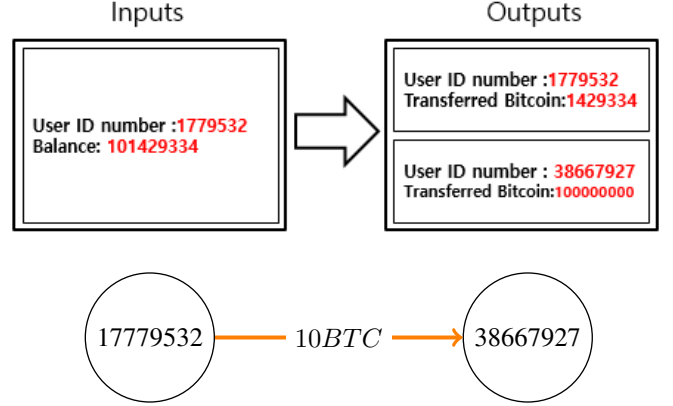 Inputs
Outputs
User ID number :1779532
Balance: 101429334
User ID number :1779532
Transferred Bitcoin:1429334
User ID number : 38667927
Transferred Bitcoin:100000000
17779532
10BTC
38667927